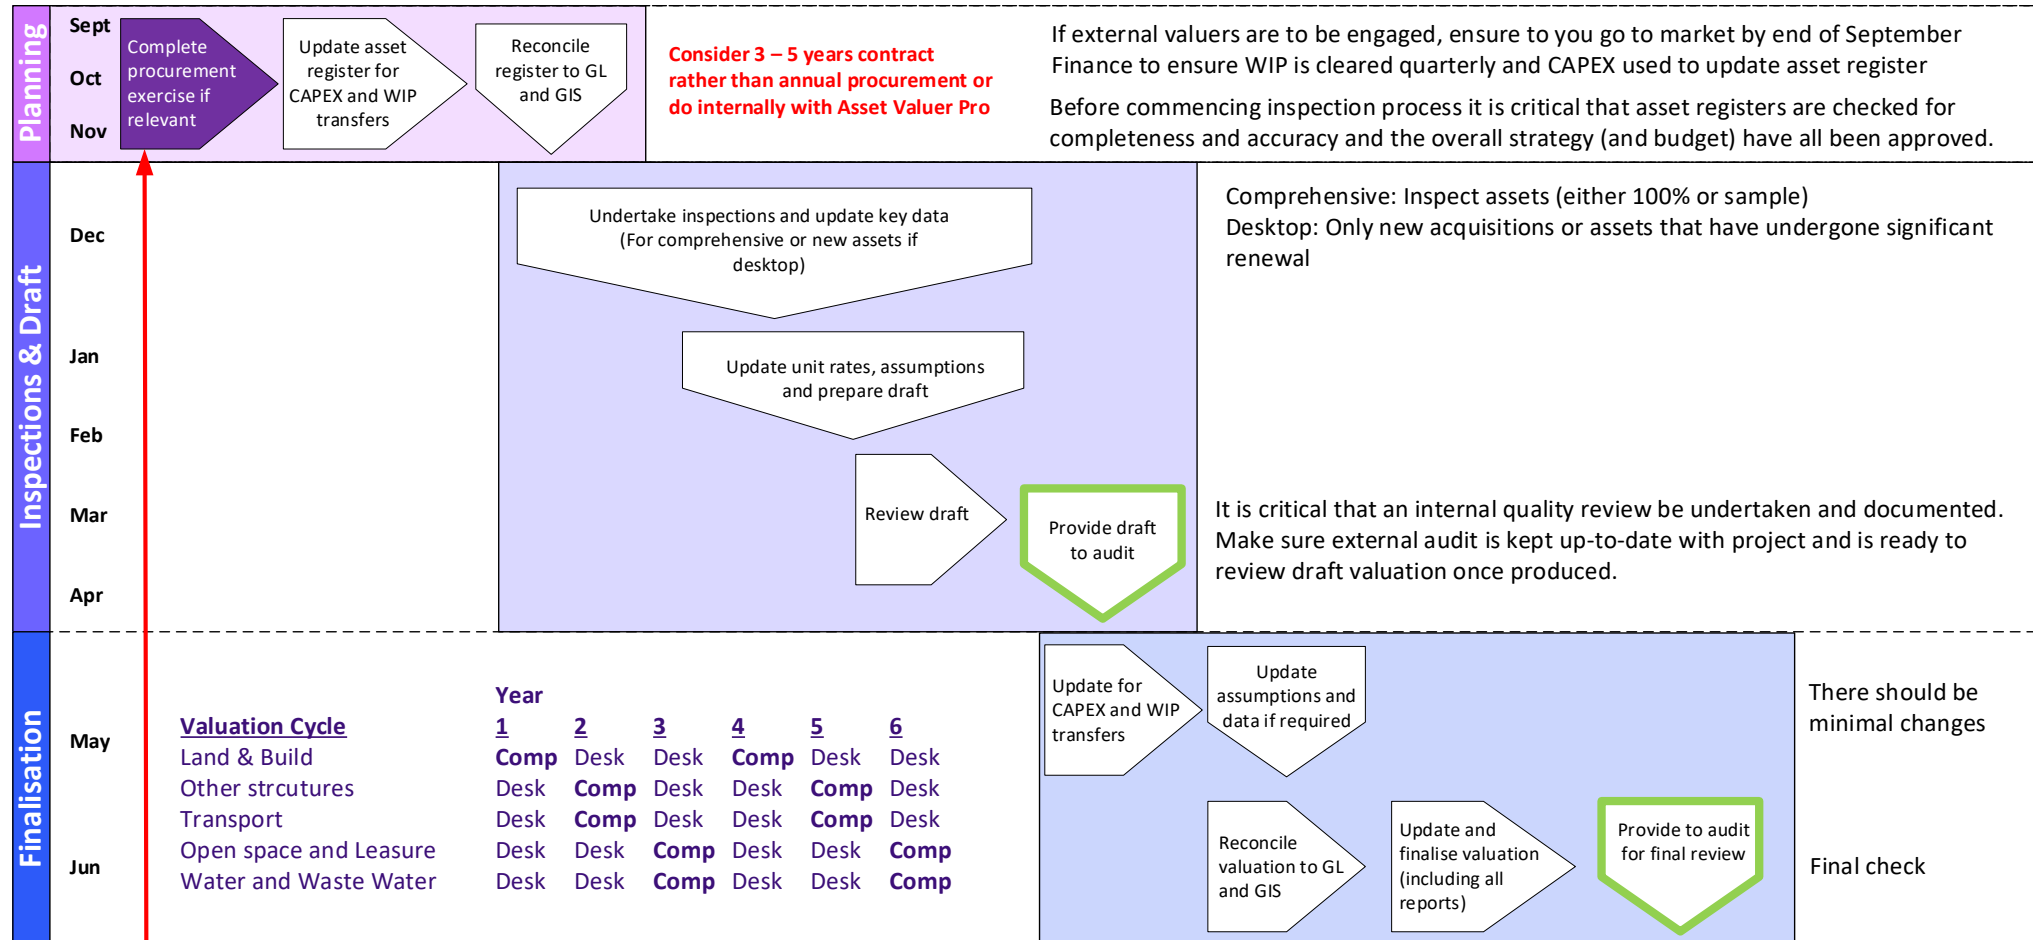 Planning
Sept
Oct
Nov
Complete
procurement
exercise if
relevant
Update asset
register for
CAPEX and WIP
transfers
Reconcile
register to GL
and GIS
Consider 3 – 5 years contract
rather than annual procurement or
do internally with Asset Valuer Pro
If external valuers are to be engaged, ensure to you go to market by end of September
Finance to ensure WIP is cleared quarterly and CAPEX used to update asset register
Before commencing inspection process it is critical that asset registers are checked for
completeness and accuracy and the overall strategy (and budget) have all been approved.
Inspections & Draft
Dec
Jan
Feb
Mar
Apr
Undertake inspections and update key data
(For comprehensive or new assets if
desktop)
Comprehensive: Inspect assets (either 100% or sample)
Desktop: Only new acquisitions or assets that have undergone significant
renewal
Update unit rates, assumptions
and prepare draft
Review draft
Provide draft
to audit
It is critical that an internal quality review be undertaken and documented.
Make sure external audit is kept up-to-date with project and is ready to
review draft valuation once produced.
Finalisation
May
Jun
Year
Valuation Cycle 1 2 3 4 5 6
Land & Build Comp Desk Desk Comp Desk Desk
Other strcutures Desk Comp Desk Desk Comp Desk
Transport Desk Comp Desk Desk Comp Desk
Open space and Leasure Desk Desk Comp Desk Desk Comp
Water and Waste Water Desk Desk Comp Desk Desk Comp
Update for
CAPEX and WIP
transfers
Update
assumptions and
data if required
There should be
minimal changes
Reconcile
valuation to GL
and GIS
Update and
finalise valuation
(including all
reports)
Provide to audit
for final review
Final check